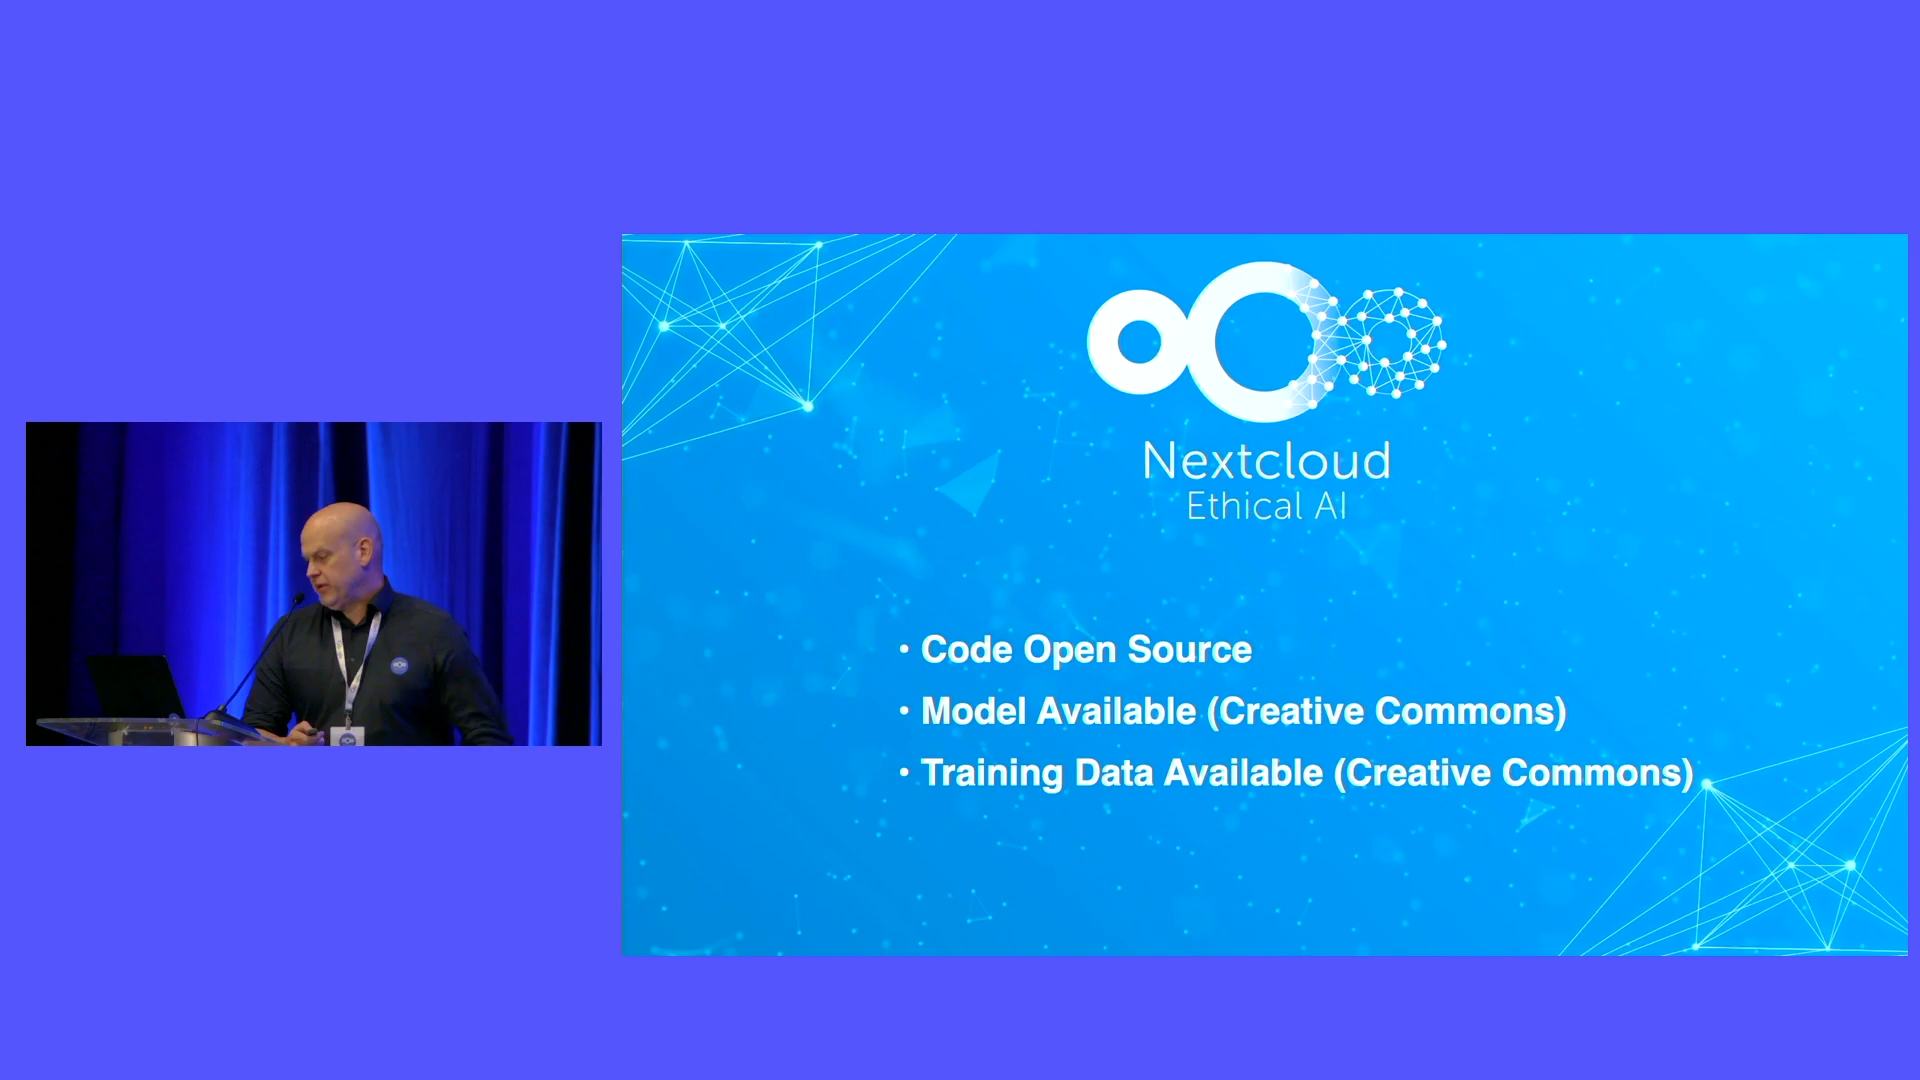 Nextcloud
Ethical AI
• Code Open Source
• Model Available (Creative Commons)
• Training Data Available (Creative Commons)